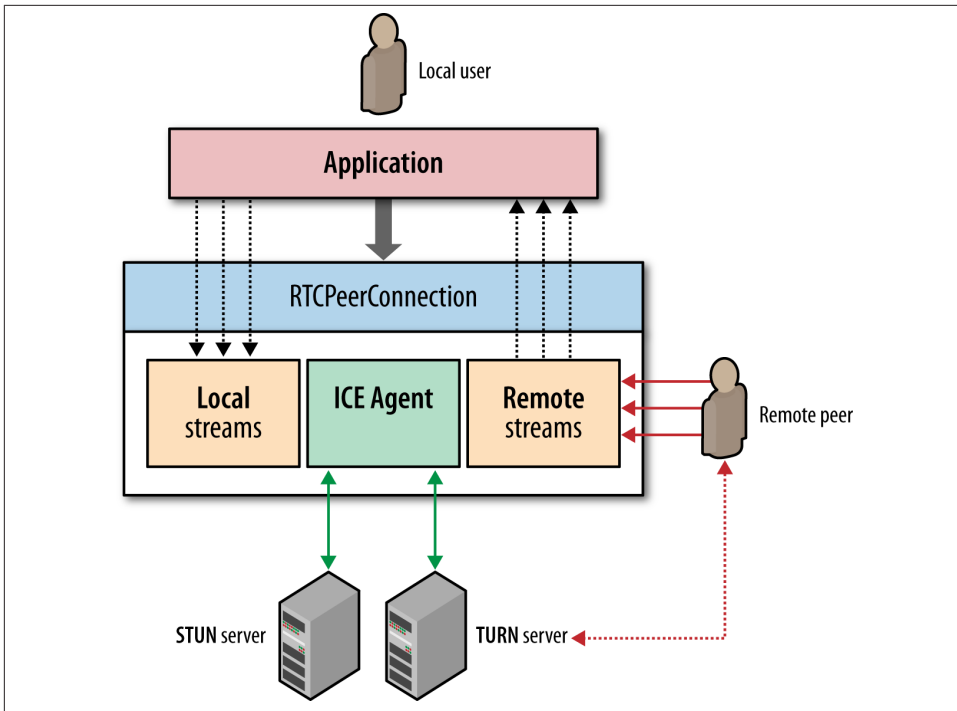 Local user
Application
RTCPeerConnection
Local
streams
ICE Agent
Remote
streams
Remote peer
STUN server
TURN server